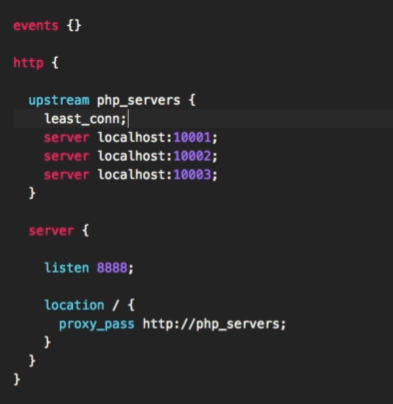 events {}
http {
upstream php_servers {
least_conn;
server localhost:10001;
server localhost:10002;
server localhost:10003;
}
server {
listen 8888;
location / {
proxy_pass http://php_servers;
}
}
}